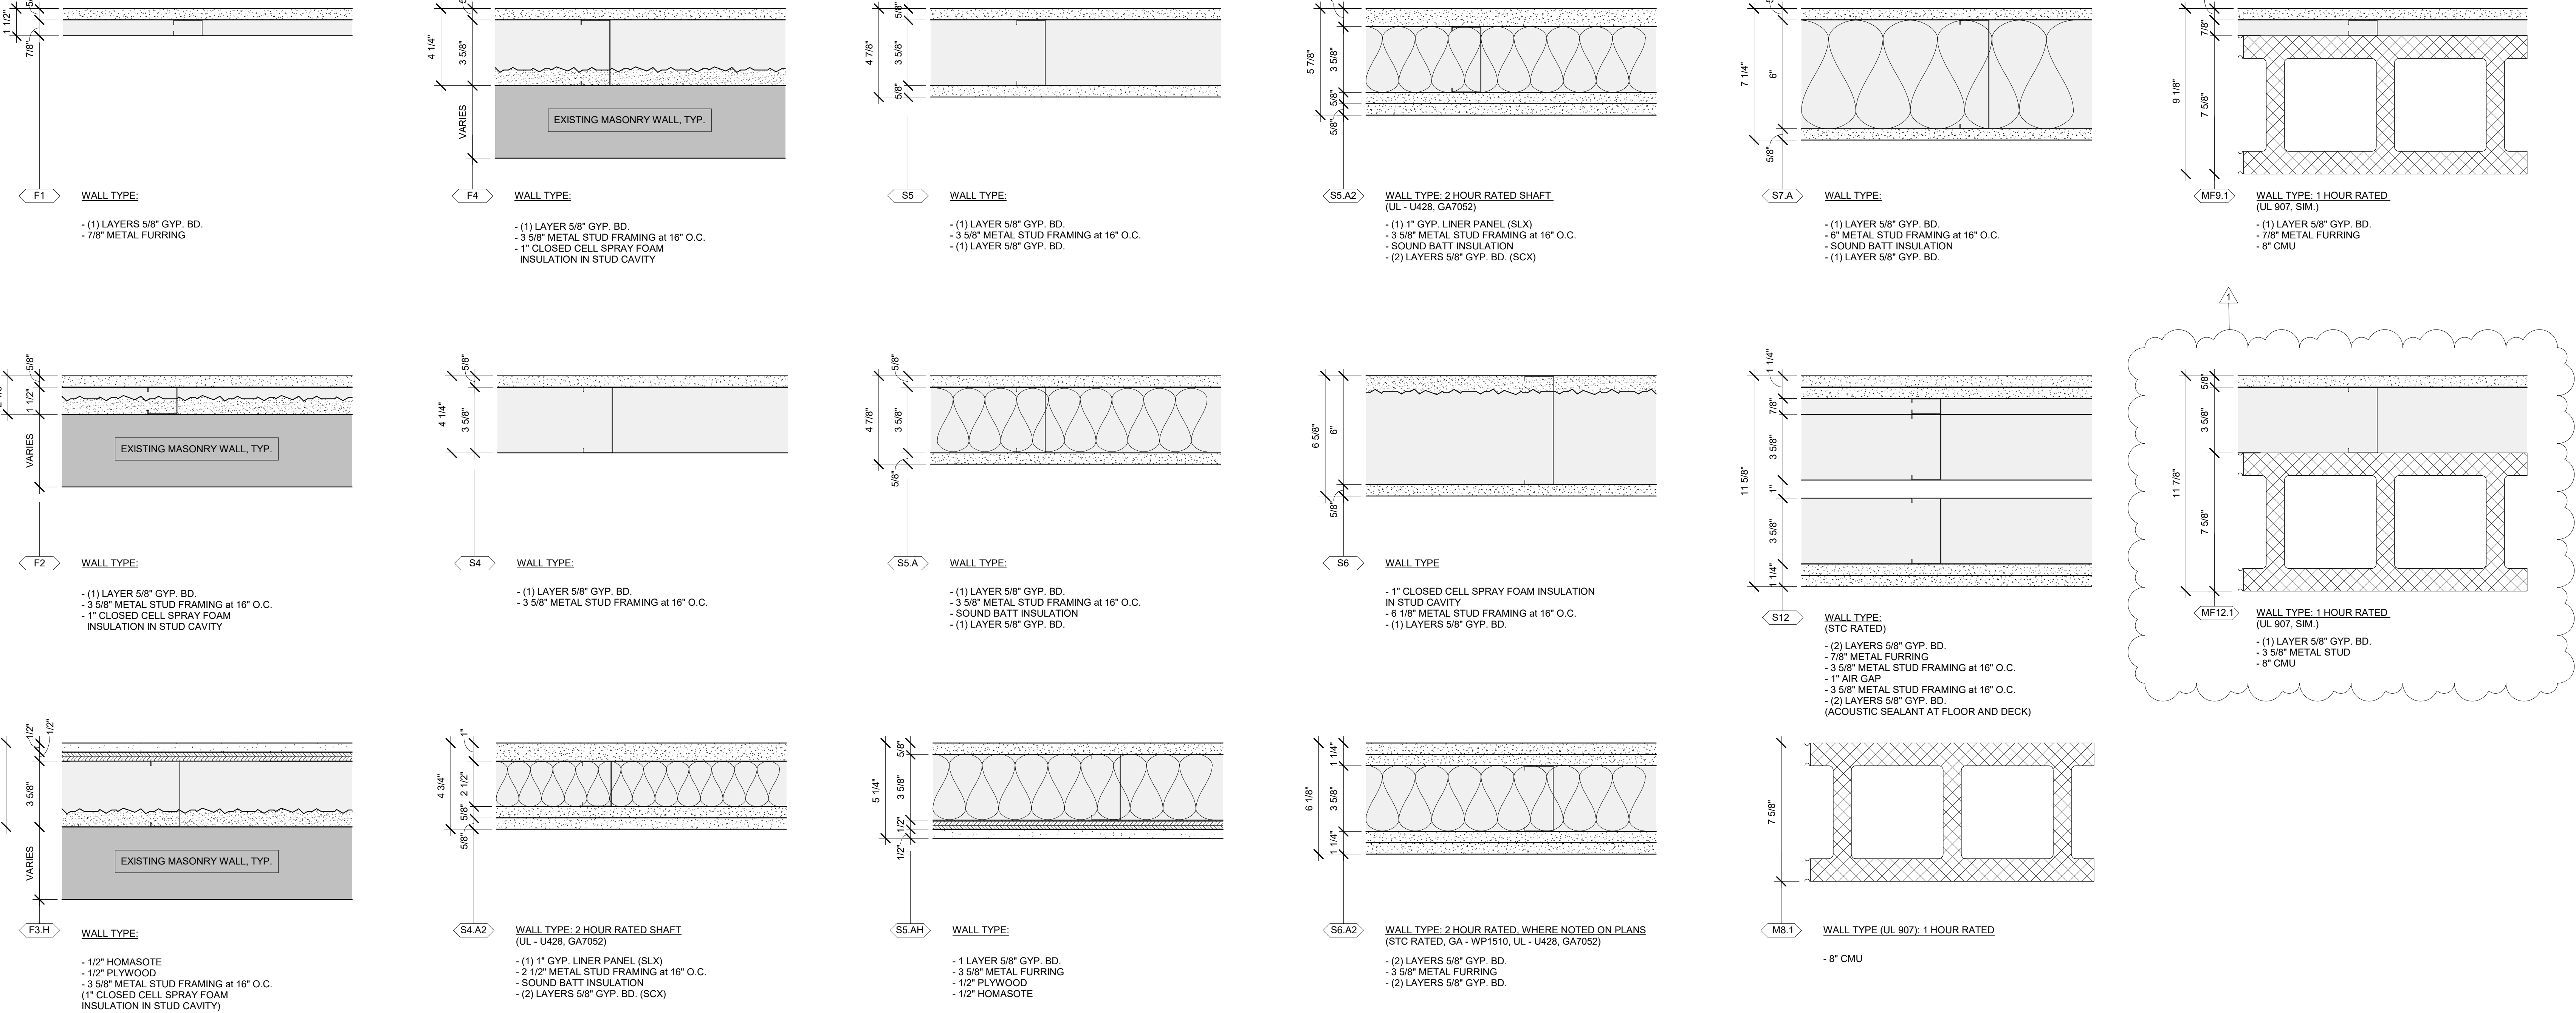 1 1/2"
7/8"
F1
WALL TYPE:
- (1) LAYERS 5/8" GYP. BD.
- 7/8" METAL FURRING
4 1/4"
3 5/8"
VARIES
EXISTING MASONRY WALL, TYP.
F4
WALL TYPE:
- (1) LAYER 5/8" GYP. BD.
- 3 5/8" METAL STUD FRAMING at 16" O.C.
- 1" CLOSED CELL SPRAY FOAM
INSULATION IN STUD CAVITY
5/8"
4 7/8"
3 5/8"
5/8"
S5
WALL TYPE:
- (1) LAYER 5/8" GYP. BD.
- 3 5/8" METAL STUD FRAMING at 16" O.C.
- (1) LAYER 5/8" GYP. BD.
5 7/8"
3 5/8"
5/8"
5/8"
S5.A2
WALL TYPE: 2 HOUR RATED SHAFT
(UL - U428, GA7052)
- (1) 1" GYP. LINER PANEL (SLX)
- 3 5/8" METAL STUD FRAMING at 16" O.C.
- SOUND BATT INSULATION
- (2) LAYERS 5/8" GYP. BD. (SCX)
7 1/4"
6"
5/8"
S7.A
WALL TYPE:
- (1) LAYER 5/8" GYP. BD.
- 6" METAL STUD FRAMING at 16" O.C.
- SOUND BATT INSULATION
- (1) LAYER 5/8" GYP. BD.
7/8"
9 1/8"
7 5/8"
MF9.1
WALL TYPE: 1 HOUR RATED
(UL 907, SIM.)
- (1) LAYER 5/8" GYP. BD.
- 7/8" METAL FURRING
- 8" CMU
5/8"
1 1/2"
VARIES
EXISTING MASONRY WALL, TYP.
F2
WALL TYPE:
- (1) LAYER 5/8" GYP. BD.
- 3 5/8" METAL STUD FRAMING at 16" O.C.
- 1" CLOSED CELL SPRAY FOAM
INSULATION IN STUD CAVITY
5/8"
4 1/4"
3 5/8"
S4
WALL TYPE:
- (1) LAYER 5/8" GYP. BD.
- 3 5/8" METAL STUD FRAMING at 16" O.C.
5/8"
4 7/8"
3 5/8"
5/8"
S5.A
WALL TYPE:
- (1) LAYER 5/8" GYP. BD.
- 3 5/8" METAL STUD FRAMING at 16" O.C.
- SOUND BATT INSULATION
- (1) LAYER 5/8" GYP. BD.
6 5/8"
6"
5/8"
S6
WALL TYPE
- 1" CLOSED CELL SPRAY FOAM INSULATION
IN STUD CAVITY
- 6 1/8" METAL STUD FRAMING at 16" O.C.
- (1) LAYERS 5/8" GYP. BD.
1 1/4"
7/8"
3 5/8"
11 5/8"
1"
3 5/8"
1 1/4"
S12
WALL TYPE:
(STC RATED)
- (2) LAYERS 5/8" GYP. BD.
- 7/8" METAL FURRING
- 3 5/8" METAL STUD FRAMING at 16" O.C.
- 1" AIR GAP
- 3 5/8" METAL STUD FRAMING at 16" O.C.
- (2) LAYERS 5/8" GYP. BD.
(ACOUSTIC SEALANT AT FLOOR AND DECK)
1
5/8"
3 5/8"
11 7/8"
7 5/8"
MF12.1
WALL TYPE: 1 HOUR RATED
(UL 907, SIM.)
- (1) LAYER 5/8" GYP. BD.
- 3 5/8" METAL STUD
- 8" CMU
1/2"
1/2"
3 5/8"
VARIES
EXISTING MASONRY WALL, TYP.
F3.H
WALL TYPE:
- 1/2" HOMASOTE
- 1/2" PLYWOOD
- 3 5/8" METAL STUD FRAMING at 16" O.C.
(1" CLOSED CELL SPRAY FOAM
INSULATION IN STUD CAVITY)
1"
4 3/4"
2 1/2"
5/8"
5/8"
S4.A2
WALL TYPE: 2 HOUR RATED SHAFT
(UL - U428, GA7052)
- (1) 1" GYP. LINER PANEL (SLX)
- 2 1/2" METAL STUD FRAMING at 16" O.C.
- SOUND BATT INSULATION
- (2) LAYERS 5/8" GYP. BD. (SCX)
5/8"
5 1/4"
3 5/8"
1/2"
1/2"
S5.AH
WALL TYPE:
- 1 LAYER 5/8" GYP. BD.
- 3 5/8" METAL FURRING
- 1/2" PLYWOOD
- 1/2" HOMASOTE
1 1/4"
6 1/8"
3 5/8"
1 1/4"
S6.A2
WALL TYPE: 2 HOUR RATED, WHERE NOTED ON PLANS
(STC RATED, GA - WP1510, UL - U428, GA7052)
- (2) LAYERS 5/8" GYP. BD.
- 3 5/8" METAL FURRING
- (2) LAYERS 5/8" GYP. BD.
7 5/8"
M8.1
WALL TYPE (UL 907): 1 HOUR RATED
- 8" CMU